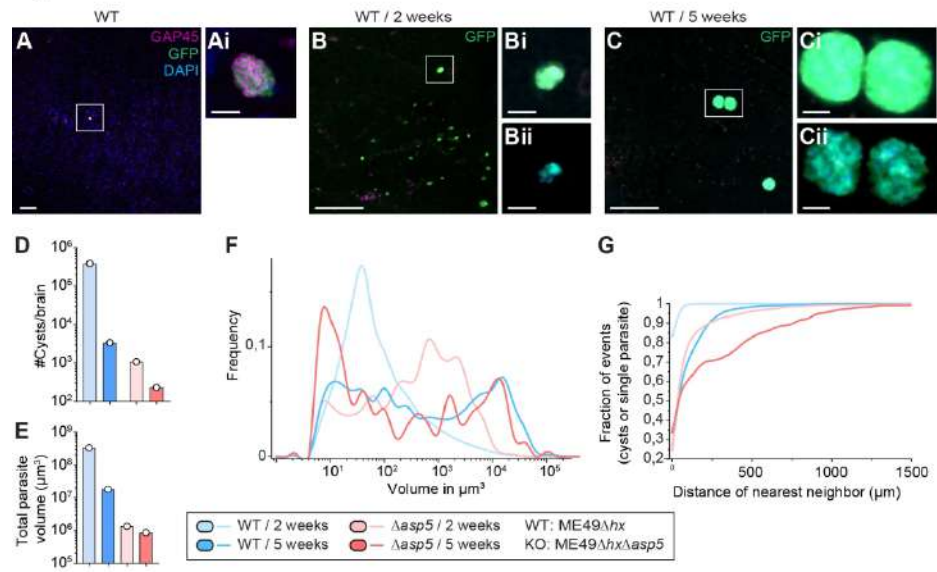 WT
WT / 2 weeks
WT / 5 weeks
A
GAP45
GFP
DAPI
Ai
B
GFP
Bi
Bii
C
GFP
Ci
Cii
D
#Cysts/brain
10⁶
10⁵
10⁴
10³
10²
E
Total parasite
volume (μm³)
10⁹
10⁸
10⁷
10⁶
10⁵
F
Frequency
0,1
0
10¹ 10² 10³ 10⁴ 10⁵
Volume in μm³
G
Fraction of events
(cysts or single parasite)
1
0,9
0,8
0,7
0,6
0,5
0,4
0,3
0,2
0 500 1000 1500
Distance of nearest neighbor (μm)
WT / 2 weeks Δasp5 / 2 weeks WT: ME49Δhx
WT / 5 weeks Δasp5 / 5 weeks KO: ME49ΔhxΔasp5